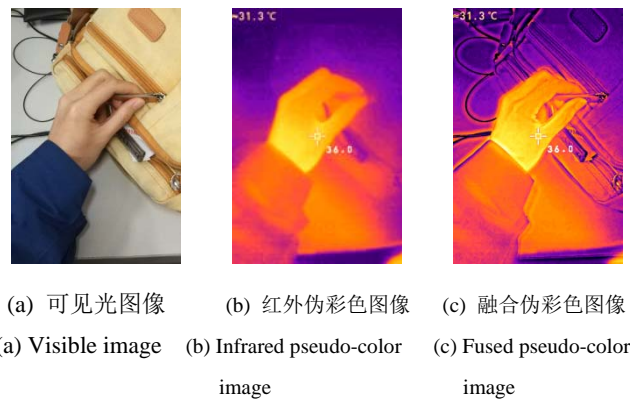 ≈31.3℃
≈31.3℃
36.0
36.0
(a) 可见光图像
(b) 红外伪彩色图像
(c) 融合伪彩色图像
a) Visible image
(b) Infrared pseudo-color
image
(c) Fused pseudo-color
image